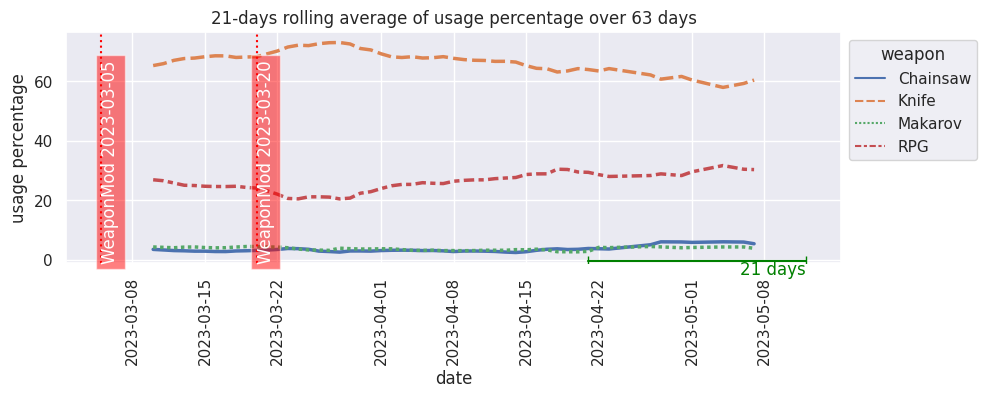 21-days rolling average of usage percentage over 63 days
usage percentage
60
40
20
0
WeaponMod 2023-03-05
WeaponMod 2023-03-20
21 days
2023-03-08
2023-03-15
2023-03-22
2023-04-01
2023-04-08
2023-04-15
2023-04-22
2023-05-01
2023-05-08
date
weapon
Chainsaw
Knife
Makarov
RPG